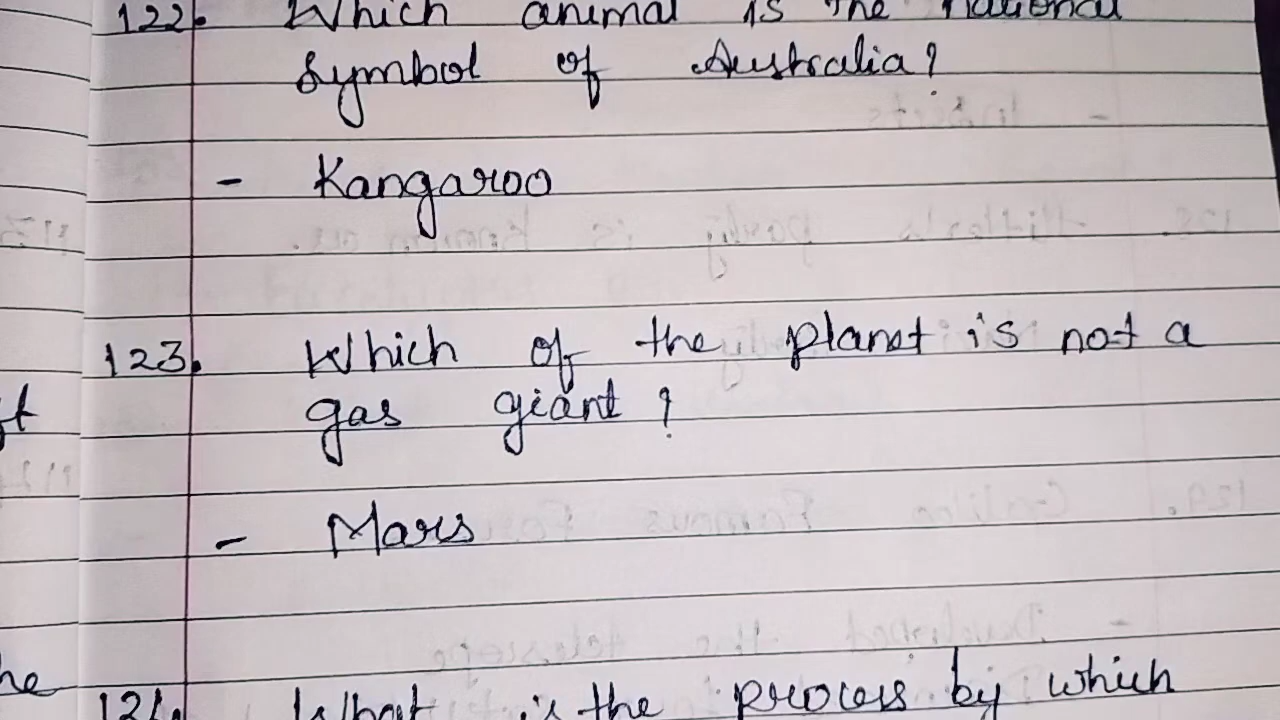 122. Which animal is the national
symbol of Australia?
- Kangaroo
123. Which of the planet is not a
gas giant?
- Mars
124. What is the process by which